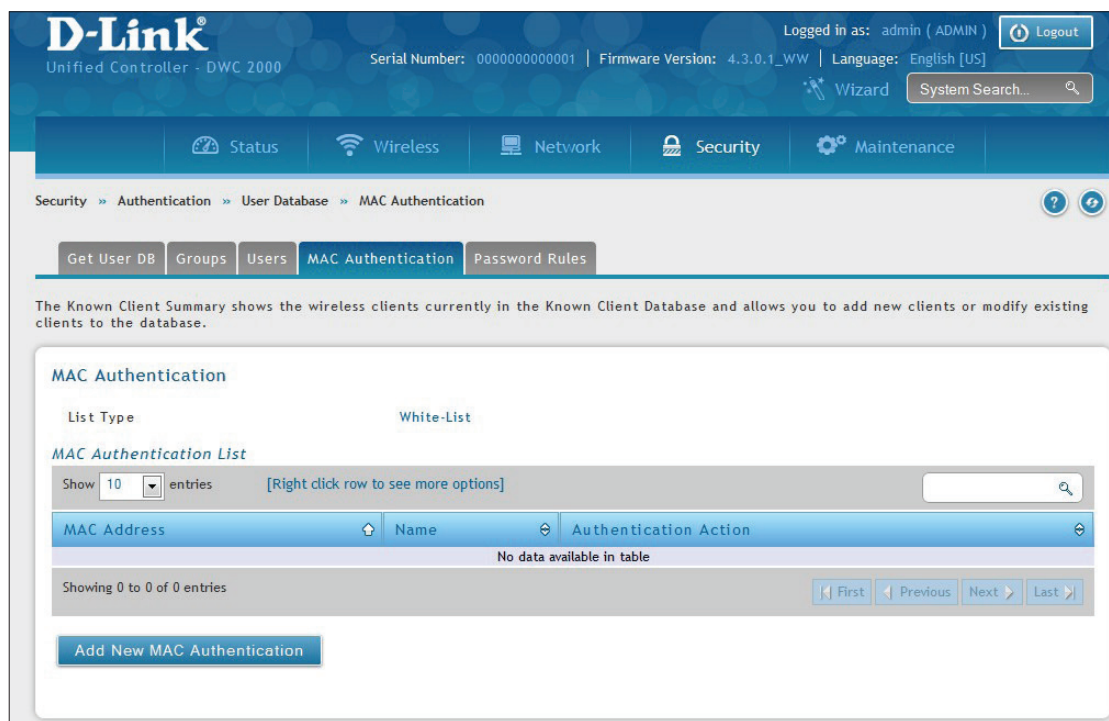 D-Link®
Logged in as: admin ( ADMIN ) Logout
Unified Controller - DWC 2000
Serial Number: 0000000000001 | Firmware Version: 4.3.0.1_WW | Language: English [US]
Wizard System Search...
Status Wireless Network Security Maintenance
Security » Authentication » User Database » MAC Authentication ?
Get User DB Groups Users MAC Authentication Password Rules
The Known Client Summary shows the wireless clients currently in the Known Client Database and allows you to add new clients or modify existing
clients to the database.
MAC Authentication
List Type White-List
MAC Authentication List
Show 10 entries [Right click row to see more options]
MAC Address Name Authentication Action
No data available in table
Showing 0 to 0 of 0 entries First Previous Next Last
Add New MAC Authentication